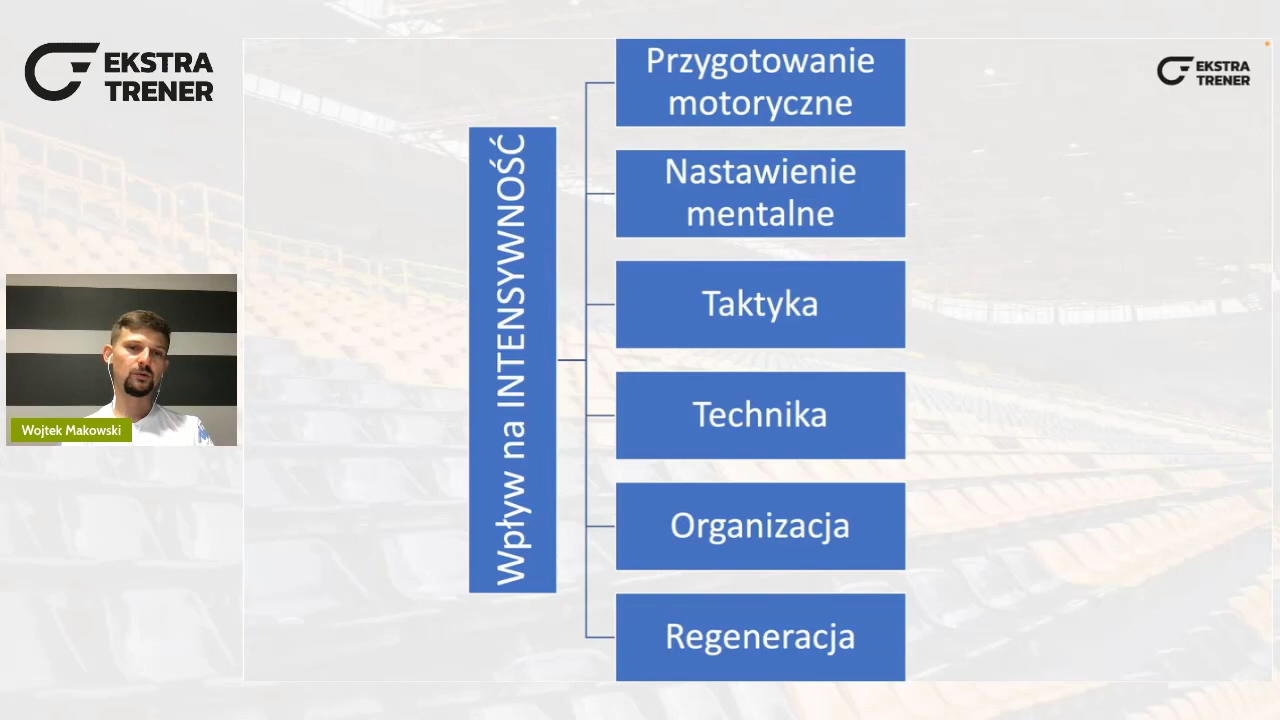 EKSTRA
TRENER
EKSTRA
TRENER
Wpływ na INTENSYWNOŚĆ
Przygotowanie
motoryczne
Nastawienie
mentalne
Taktyka
Technika
Organizacja
Regeneracja
Wojtek Makowski